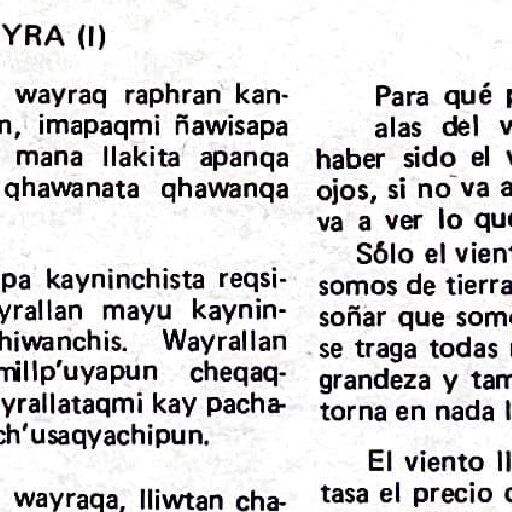 YRA (I)
wayraq raphran kan-
n, imapaqmi ñawisapa
mana llakita apanqa
qhawanata qhawanqa
pa kayninchista reqsi-
yrallan mayu kaynin-
hiwanchis. Wayrallan
millp'uyapun cheqaq-
yrallataqmi kay pacha-
ch'usaqyachipun.
wayraqa, lliwtan cha-
Para qué p
alas del v
haber sido el v
ojos, si no va a
va a ver lo que
Sólo el vient
somos de tierra
soñar que som
se traga todas
grandeza y tam
torna en nada l
El viento ll
tasa el precio